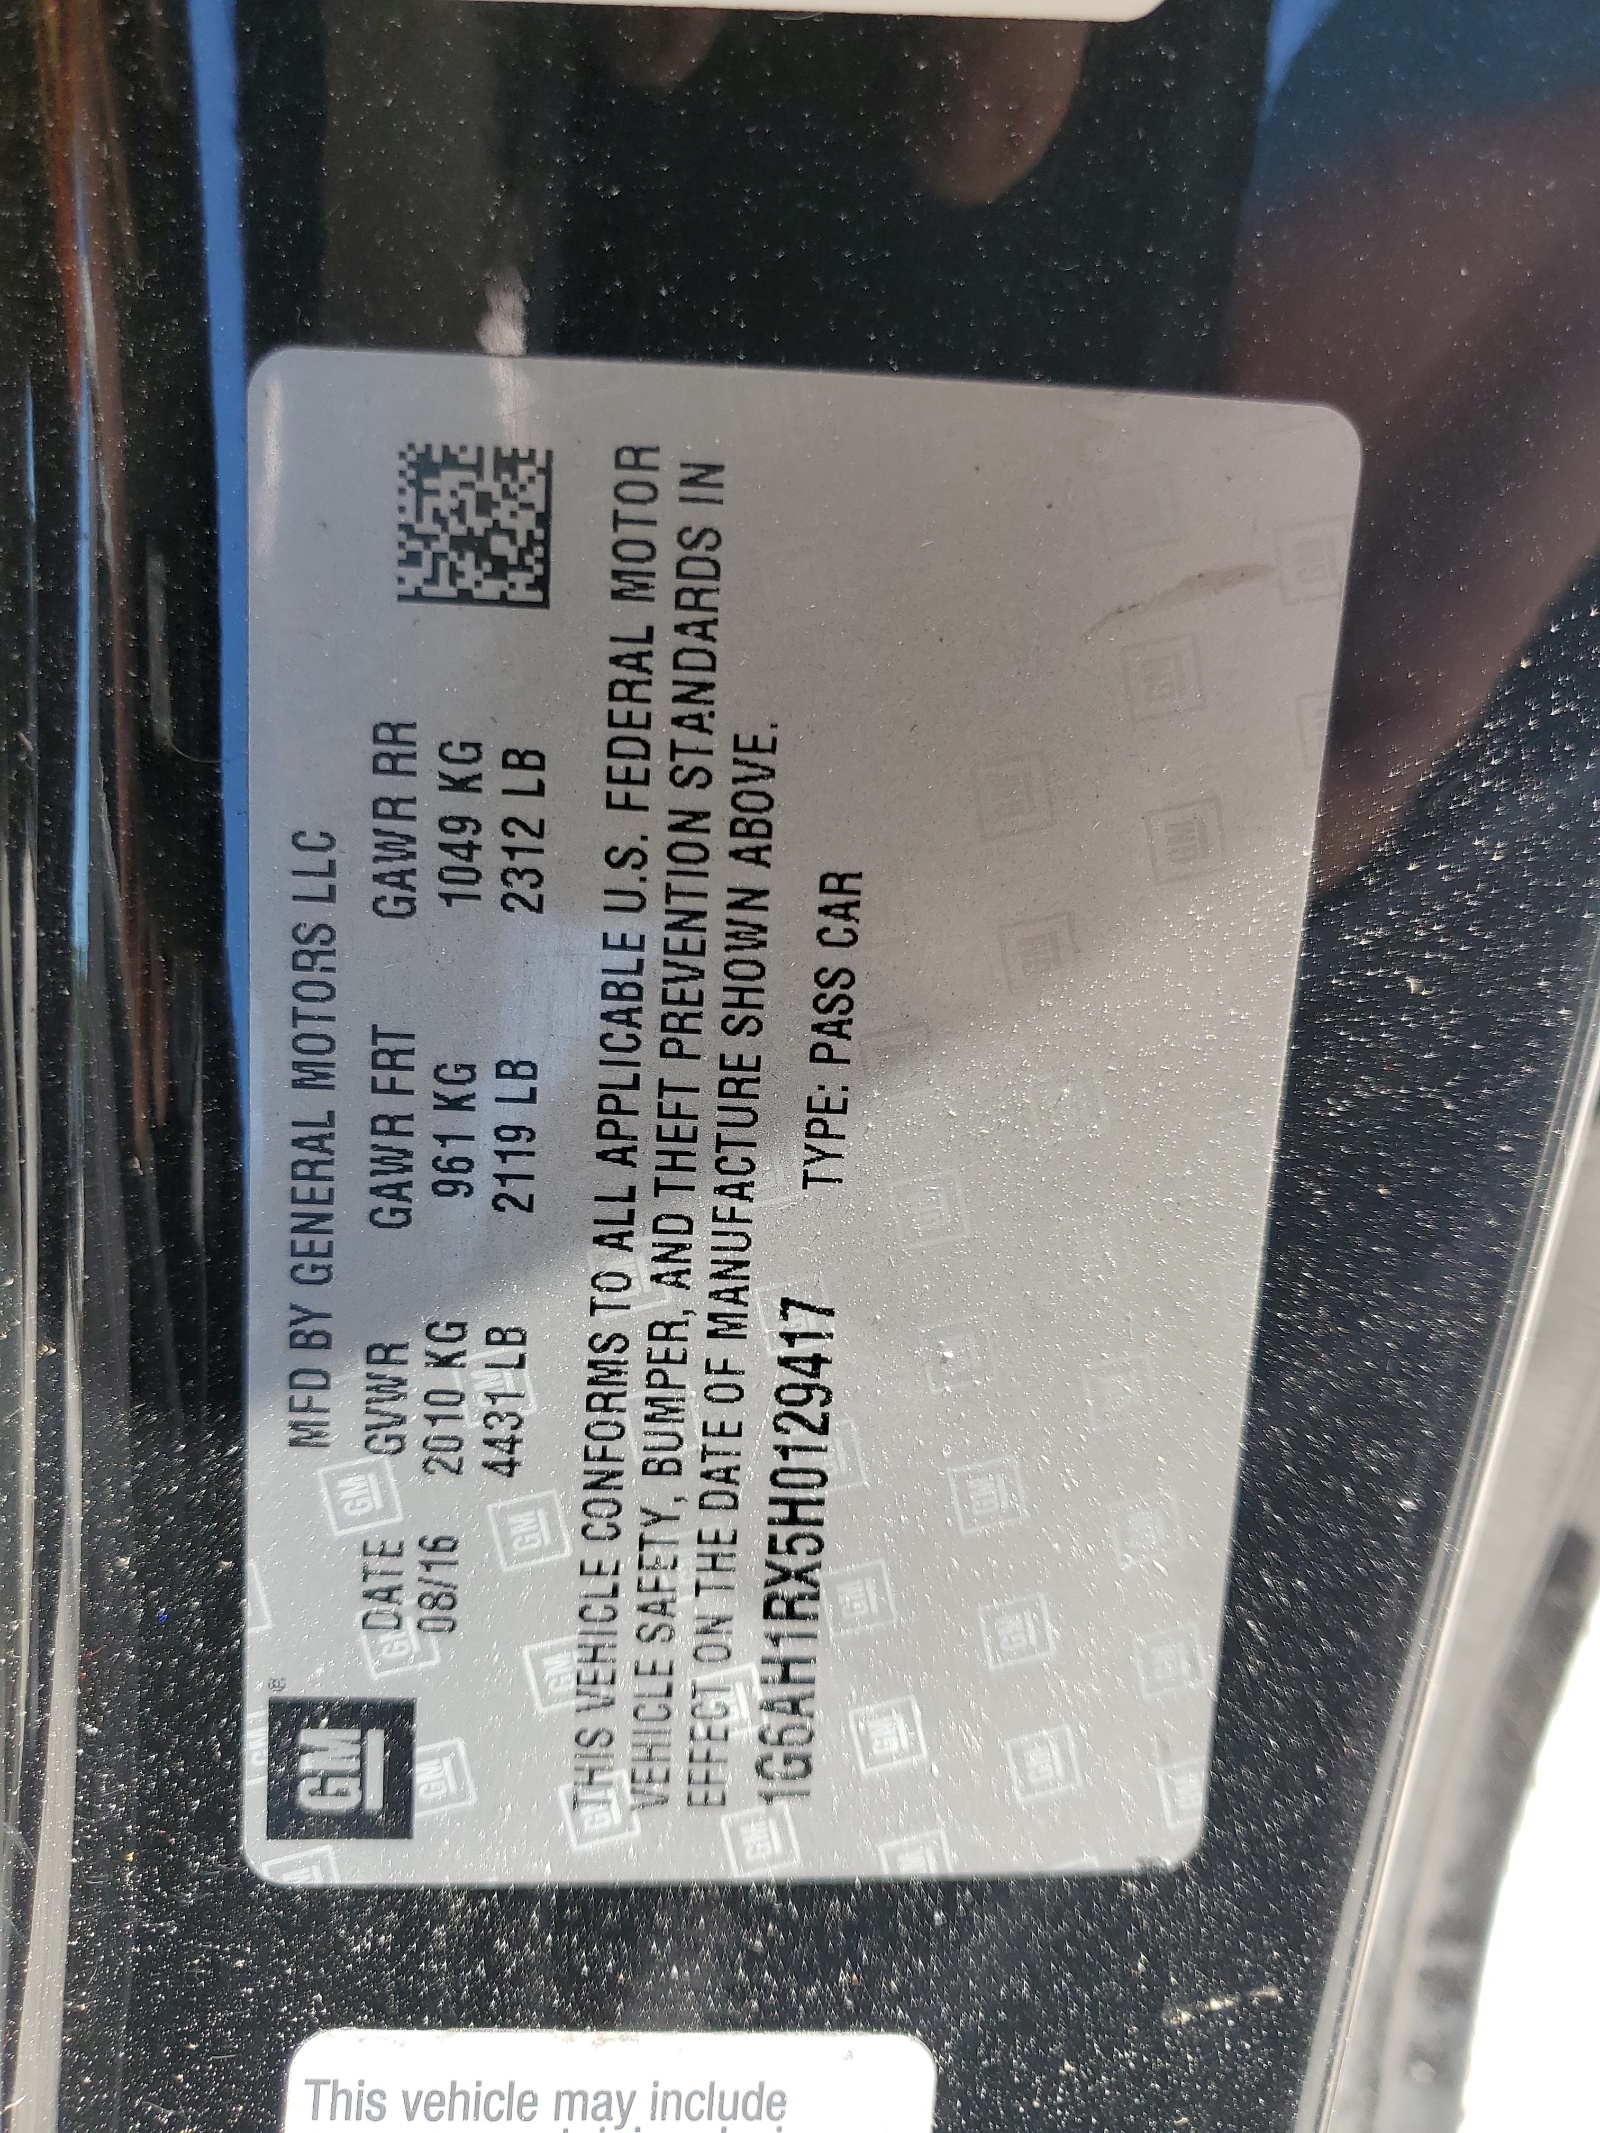 GM ®
MFD BY GENERAL MOTORS LLC
DATE GVWR GAWR FRT GAWR RR
08/16 2010 KG 961 KG 1049 KG
4431 LB 2119 LB 2312 LB
THIS VEHICLE CONFORMS TO ALL APPLICABLE U.S. FEDERAL MOTOR
VEHICLE SAFETY, BUMPER, AND THEFT PREVENTION STANDARDS IN
EFFECT ON THE DATE OF MANUFACTURE SHOWN ABOVE.
1G6AH1RX5H0129417 TYPE: PASS CAR
This vehicle may include